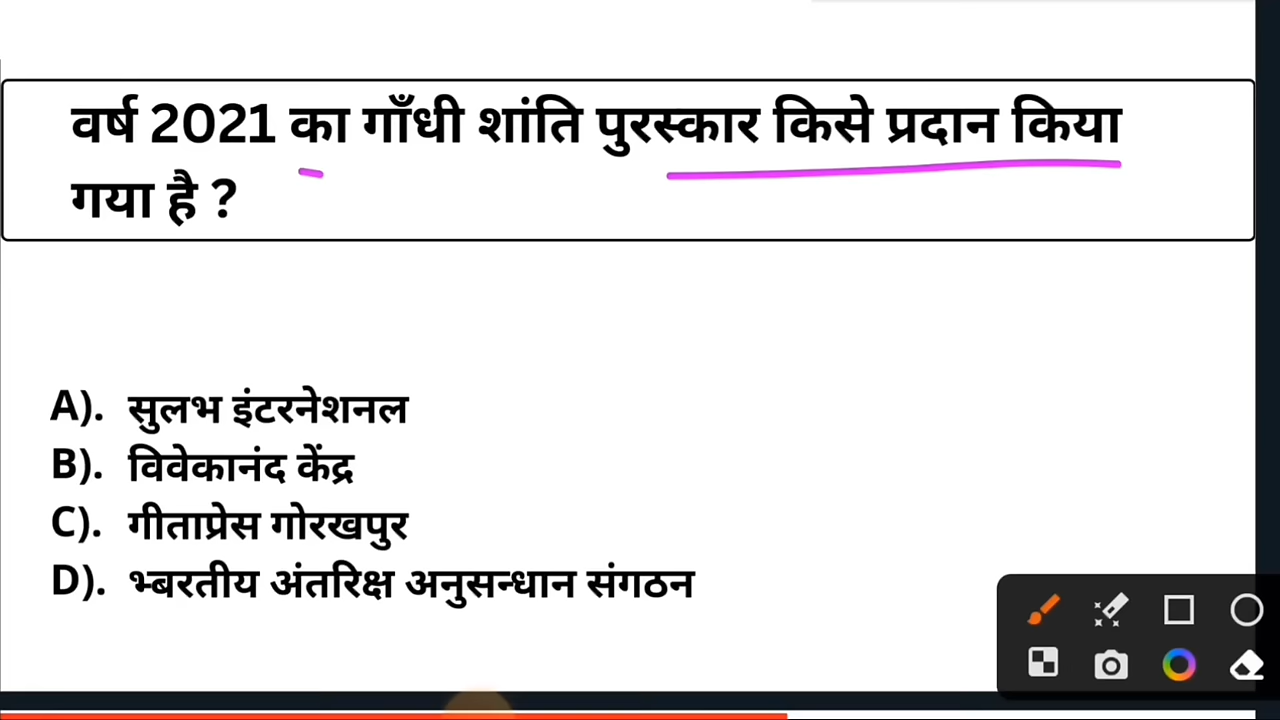 वर्ष 2021 का गाँधी शांति पुरस्कार किसे प्रदान किया
गया है ?
A). सुलभ इंटरनेशनल
B). विवेकानंद केंद्र
C). गीताप्रेस गोरखपुर
D). भ्बरतीय अंतरिक्ष अनुसन्धान संगठन